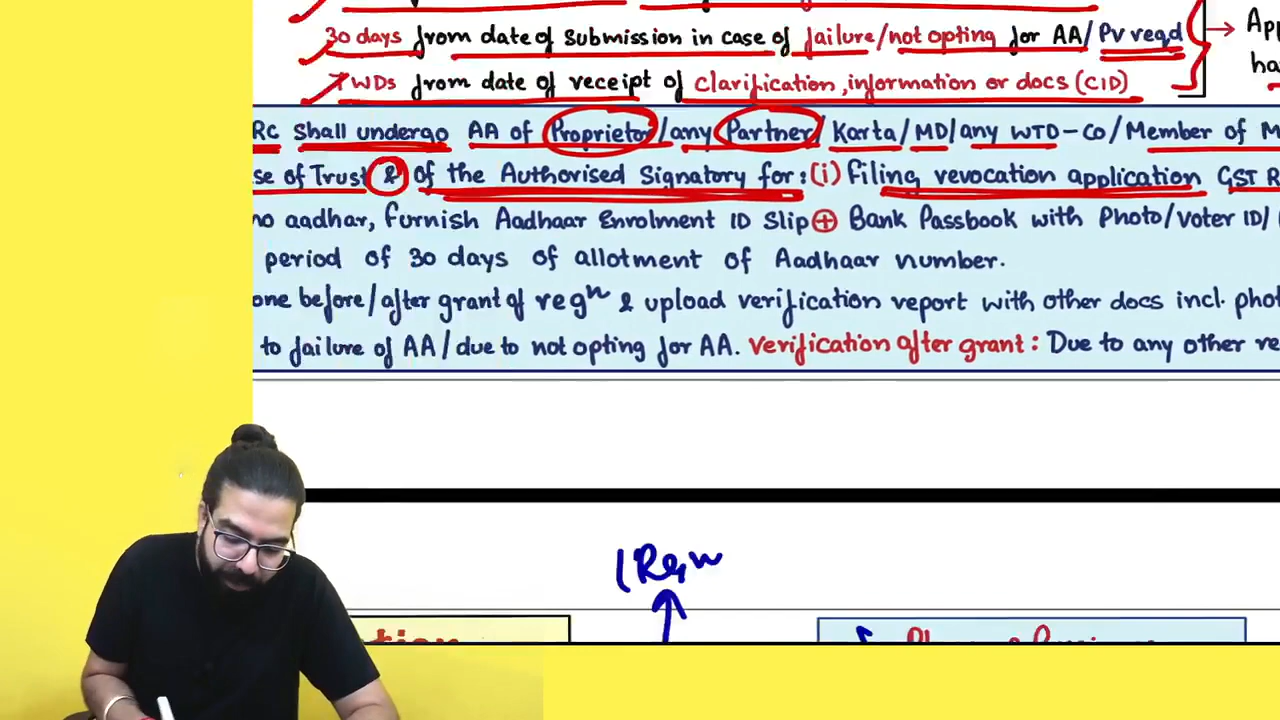 30 days from date of submission in case of failure/not opting for AA/PV reqd
7 WDs from date of receipt of clarification, information or docs (CID)
RC shall undergo AA of Proprietor/any Partner/Karta/MD/any WTD-Co/Member of M
se of Trust & of the Authorised Signatory for: (i) Filing revocation application GST R
no aadhar, furnish Aadhaar Enrolment ID Slip ⊕ Bank Passbook with Photo/Voter ID/
period of 30 days of allotment of Aadhaar number.
one before/after grant of regⁿ & upload verification report with other docs incl. phot
to failure of AA/due to not opting for AA. Verification after grant: Due to any other re